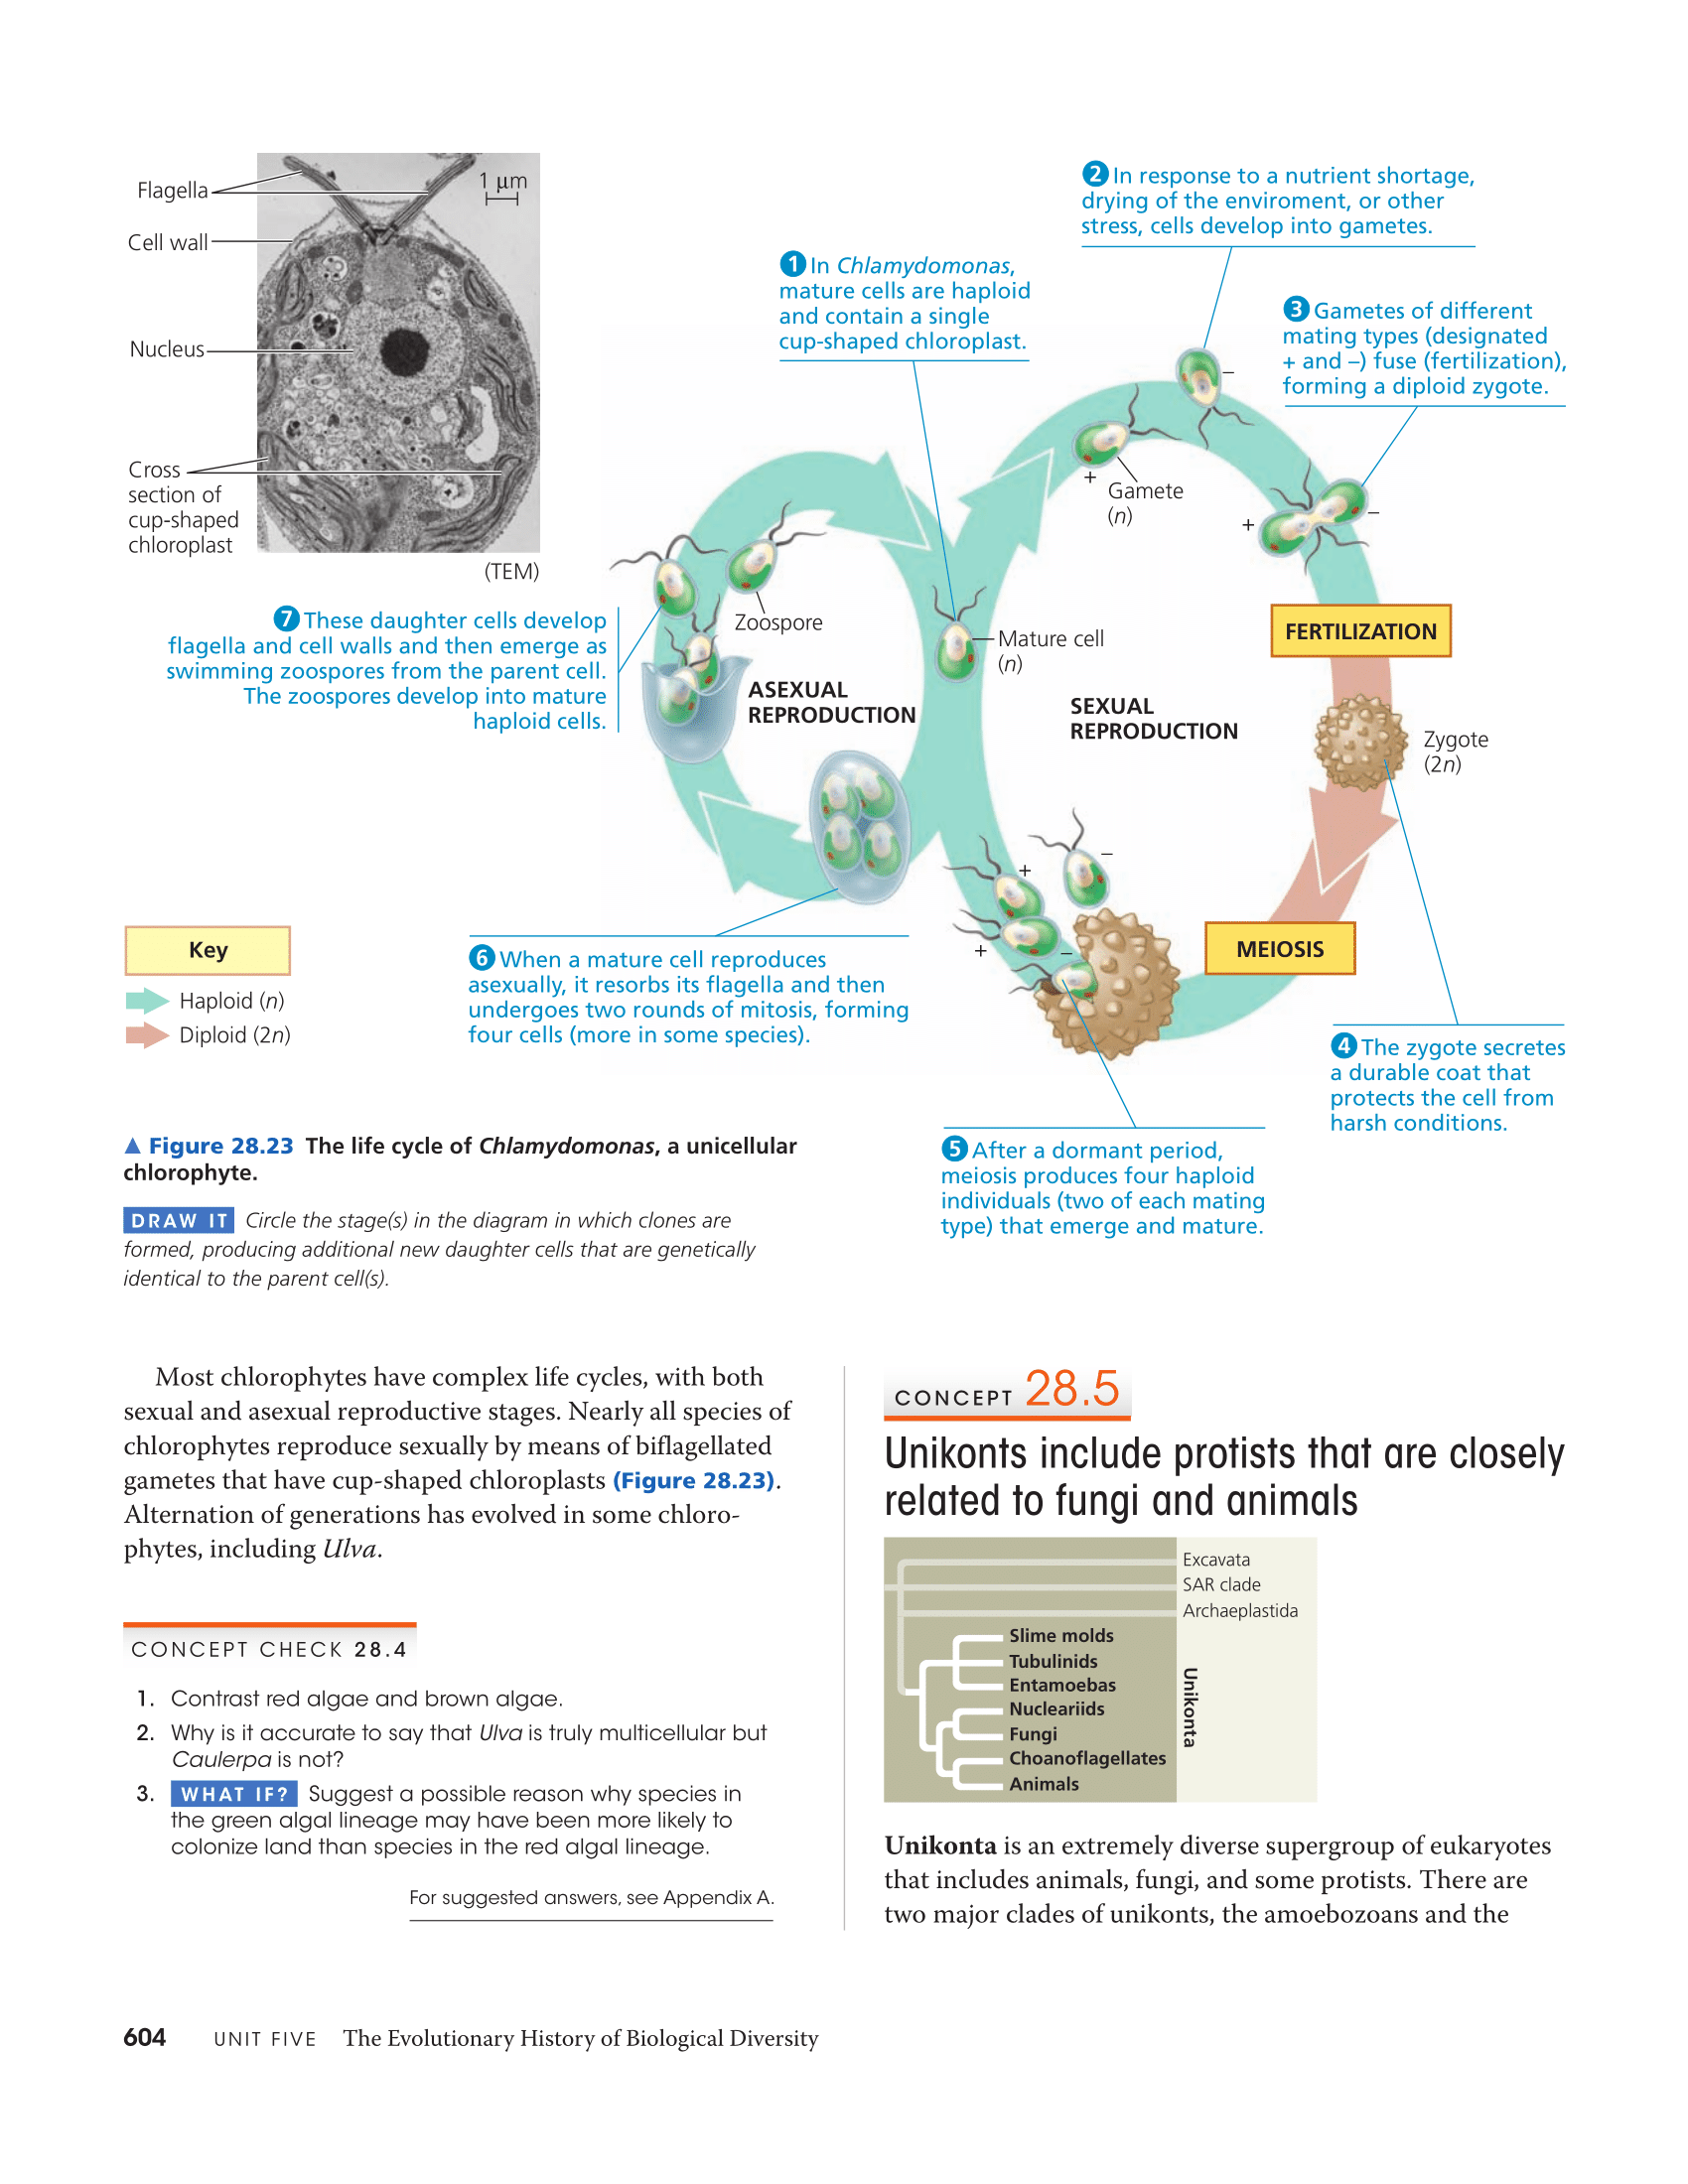 Flagella
1 μm
Cell wall
Nucleus
Cross
section of
cup-shaped
chloroplast
(TEM)
1 In Chlamydomonas,
mature cells are haploid
and contain a single
cup-shaped chloroplast.
2 In response to a nutrient shortage,
drying of the enviroment, or other
stress, cells develop into gametes.
3 Gametes of different
mating types (designated
+ and –) fuse (fertilization),
forming a diploid zygote.
–
+
Gamete
(n)
+
–
7 These daughter cells develop
flagella and cell walls and then emerge as
swimming zoospores from the parent cell.
The zoospores develop into mature
haploid cells.
Zoospore
ASEXUAL
REPRODUCTION
Mature cell
(n)
SEXUAL
REPRODUCTION
FERTILIZATION
Zygote
(2n)
+
–
+
–
MEIOSIS
Key
Haploid (n)
Diploid (2n)
6 When a mature cell reproduces
asexually, it resorbs its flagella and then
undergoes two rounds of mitosis, forming
four cells (more in some species).
4 The zygote secretes
a durable coat that
protects the cell from
harsh conditions.
5 After a dormant period,
meiosis produces four haploid
individuals (two of each mating
type) that emerge and mature.
▲ Figure 28.23 The life cycle of Chlamydomonas, a unicellular
chlorophyte.
DRAW IT Circle the stage(s) in the diagram in which clones are
formed, producing additional new daughter cells that are genetically
identical to the parent cell(s).
Most chlorophytes have complex life cycles, with both
sexual and asexual reproductive stages. Nearly all species of
chlorophytes reproduce sexually by means of biflagellated
gametes that have cup-shaped chloroplasts (Figure 28.23).
Alternation of generations has evolved in some chloro-
phytes, including Ulva.
CONCEPT CHECK 28.4
1. Contrast red algae and brown algae.
2. Why is it accurate to say that Ulva is truly multicellular but
Caulerpa is not?
3. WHAT IF? Suggest a possible reason why species in
the green algal lineage may have been more likely to
colonize land than species in the red algal lineage.
For suggested answers, see Appendix A.
CONCEPT 28.5
Unikonts include protists that are closely
related to fungi and animals
Excavata
SAR clade
Archaeplastida
Slime molds
Tubulinids
Entamoebas
Nucleariids
Fungi
Choanoflagellates
Animals
Unikonta
Unikonta is an extremely diverse supergroup of eukaryotes
that includes animals, fungi, and some protists. There are
two major clades of unikonts, the amoebozoans and the
604 UNIT FIVE The Evolutionary History of Biological Diversity